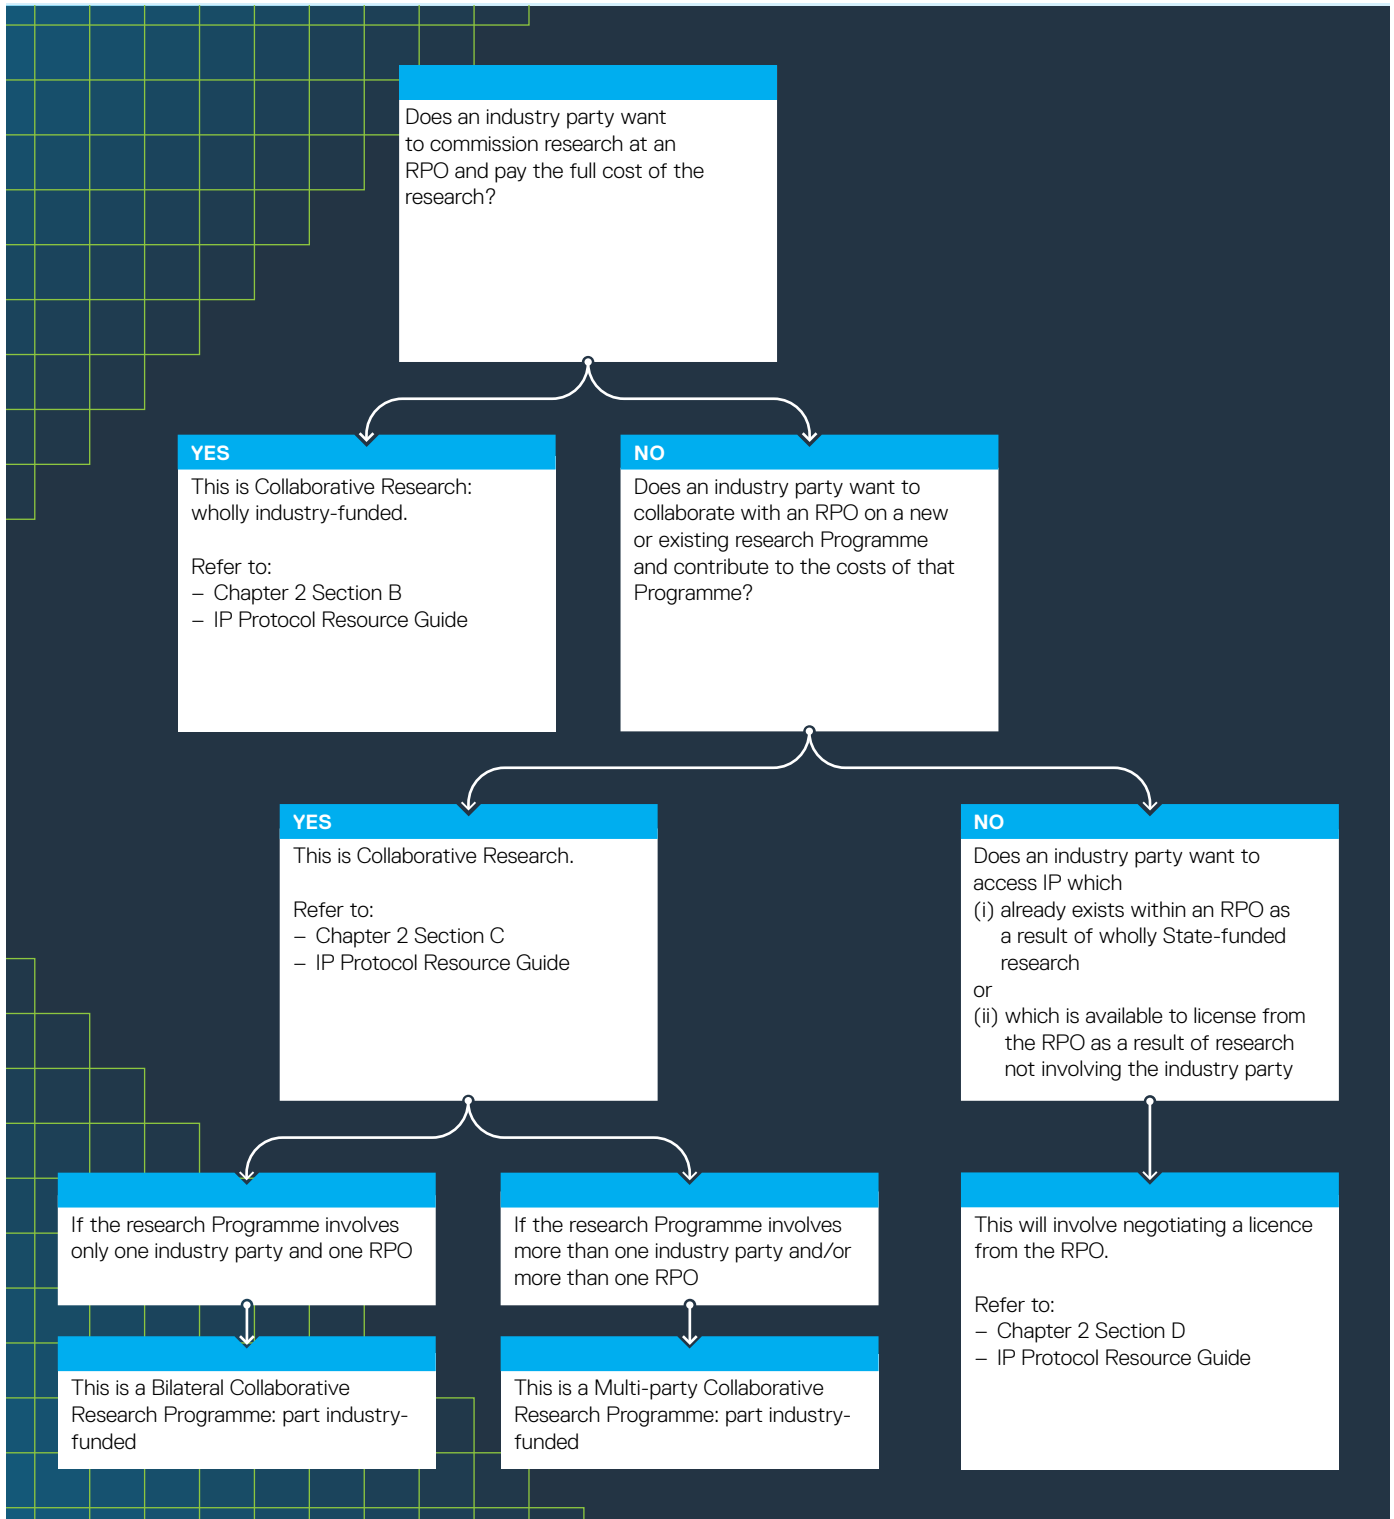 Does an industry party want
to commission research at an
RPO and pay the full cost of the
research?
YES
This is Collaborative Research:
wholly industry-funded.
Refer to:
– Chapter 2 Section B
– IP Protocol Resource Guide
NO
Does an industry party want to
collaborate with an RPO on a new
or existing research Programme
and contribute to the costs of that
Programme?
YES
This is Collaborative Research.
Refer to:
– Chapter 2 Section C
– IP Protocol Resource Guide
NO
Does an industry party want to
access IP which
(i) already exists within an RPO as
a result of wholly State-funded
research
or
(ii) which is available to license from
the RPO as a result of research
not involving the industry party
If the research Programme involves
only one industry party and one RPO
If the research Programme involves
more than one industry party and/or
more than one RPO
This will involve negotiating a licence
from the RPO.
Refer to:
– Chapter 2 Section D
– IP Protocol Resource Guide
This is a Bilateral Collaborative
Research Programme: part industry-
funded
This is a Multi-party Collaborative
Research Programme: part industry-
funded